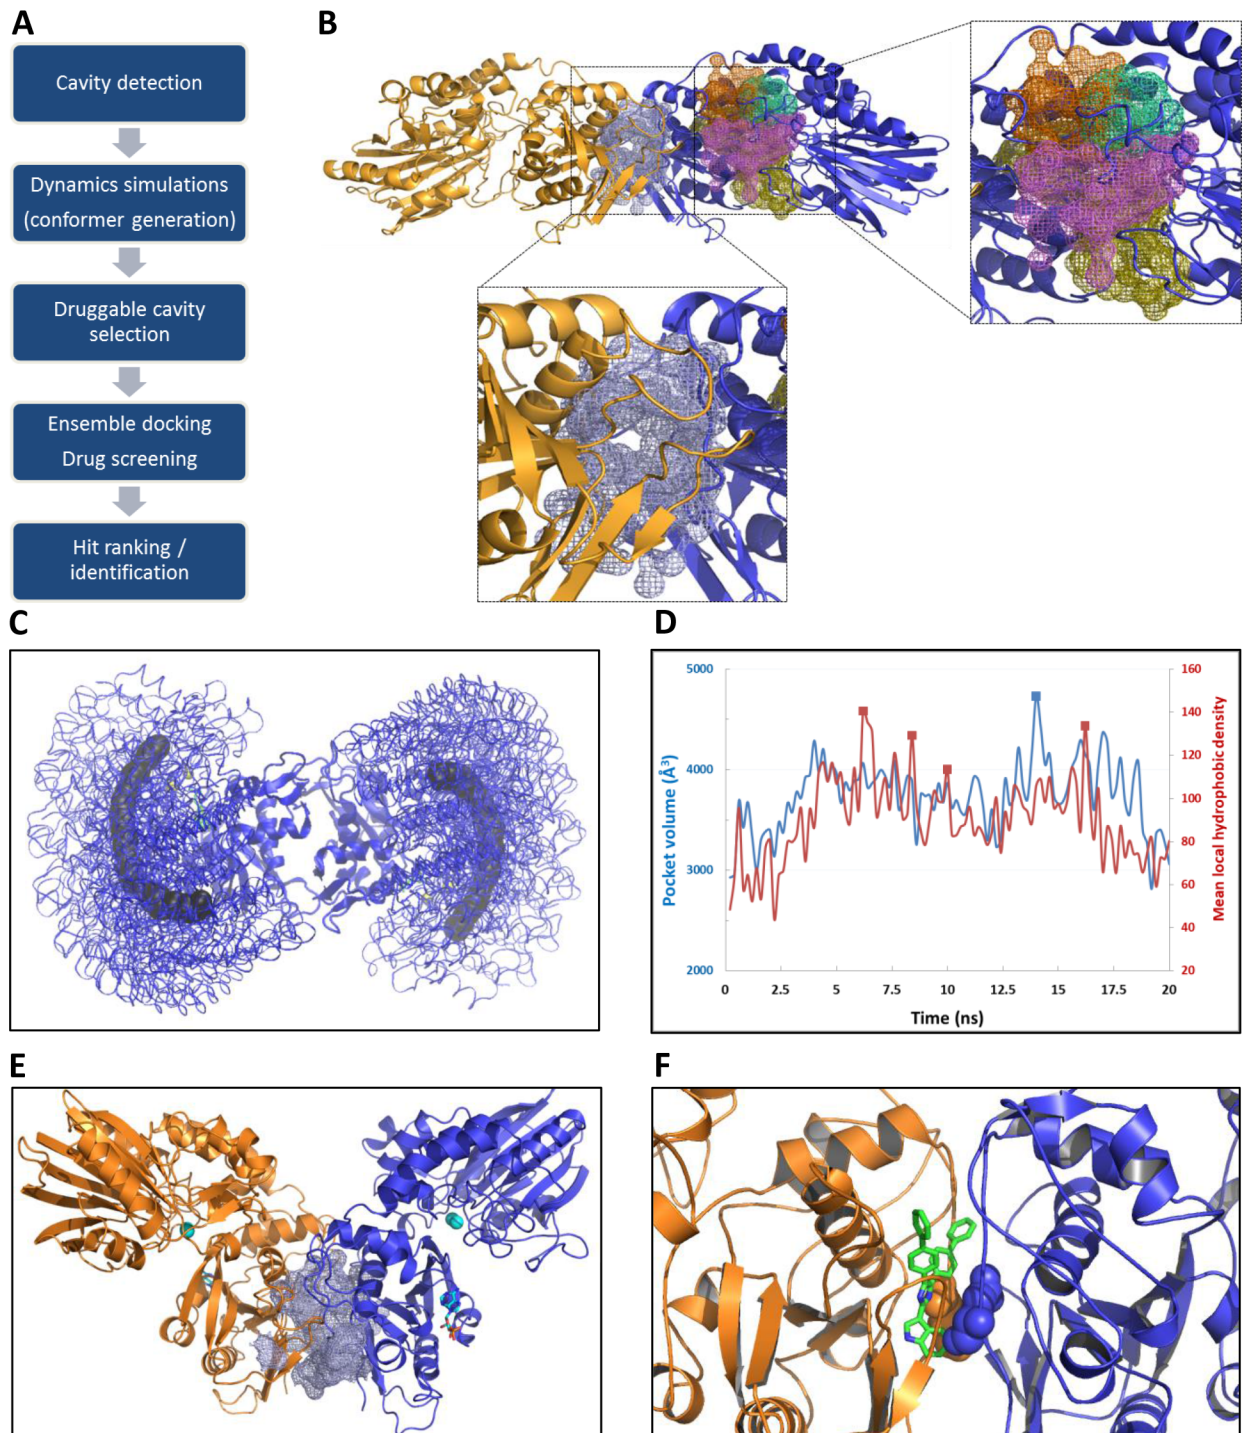 A
B
Cavity detection
Dynamics simulations
(conformer generation)
Druggable cavity
selection
Ensemble docking
Drug screening
Hit ranking /
identification
C
D
5000
4000
3000
2000
Pocket volume (Å³)
160
140
120
100
80
60
40
20
Mean local hydrophobic density
0
2.5
5
7.5
10
12.5
15
17.5
20
Time (ns)
E
F